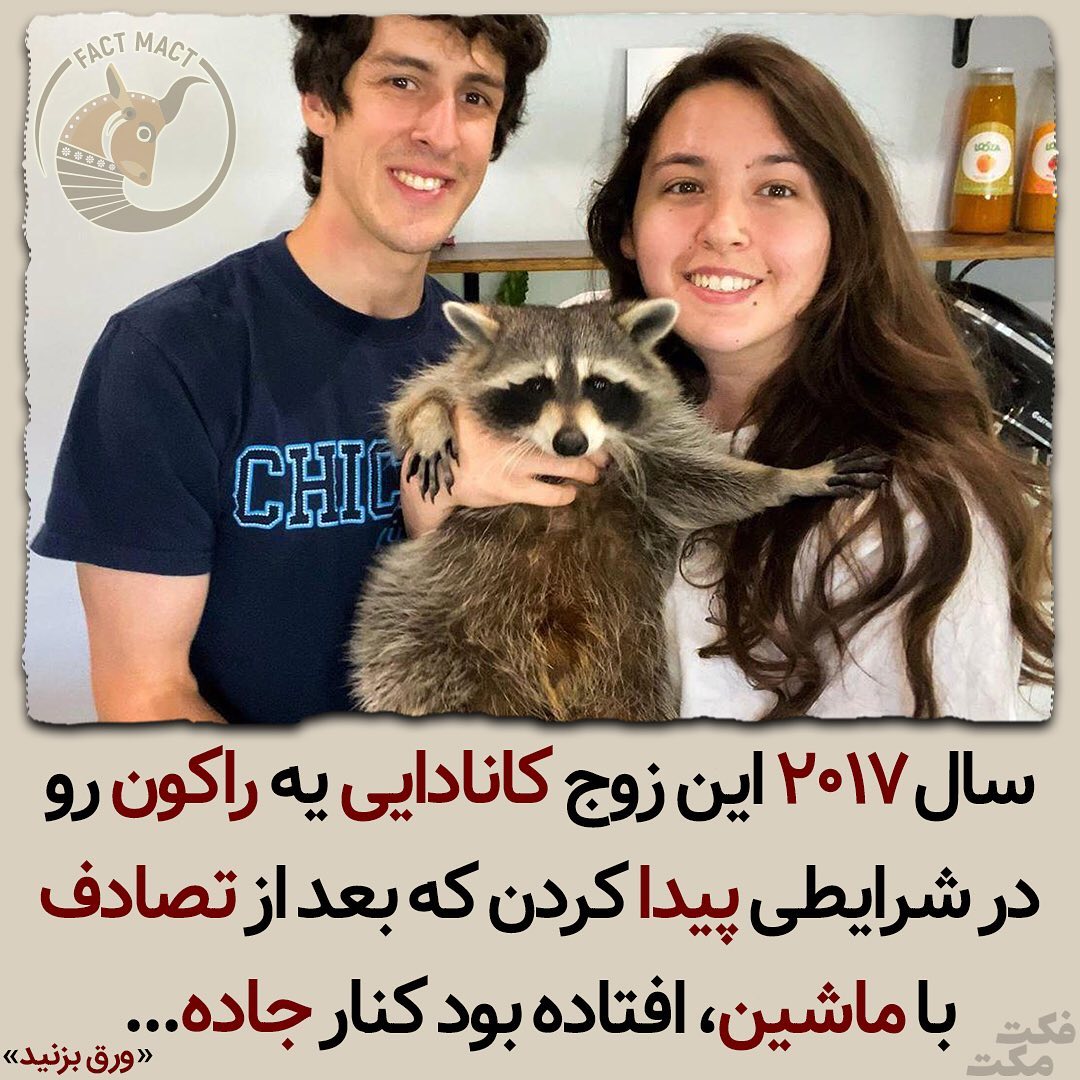 FACT MACT
LOOZA
CHIC
سال ۲۰۱۷ این زوج کانادایی یه راکون رو
در شرایطی پیدا کردن که بعد از تصادف
با ماشین، افتاده بود کنار جاده...
«ورق بزنید»
فکت
مکت